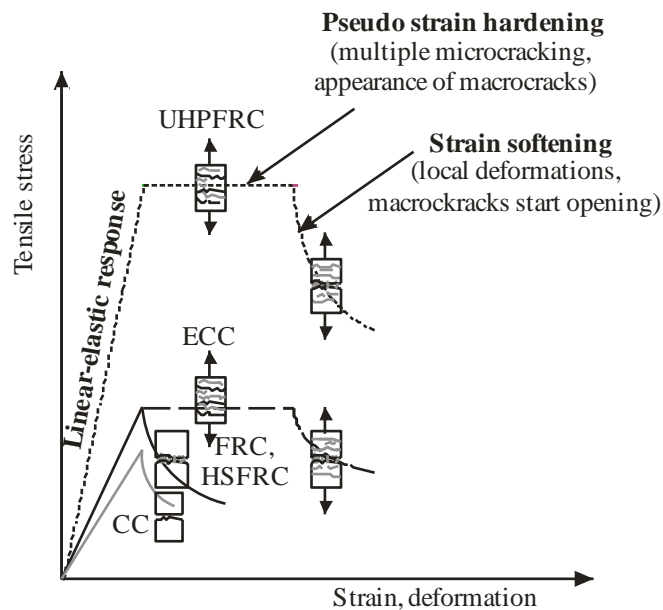 Pseudo strain hardening
(multiple microcracking,
appearance of macrocracks)
UHPFRC
Strain softening
(local deformations,
macrockracks start opening)
Tensile stress
Linear-elastic response
ECC
FRC,
HSFRC
CC
Strain, deformation